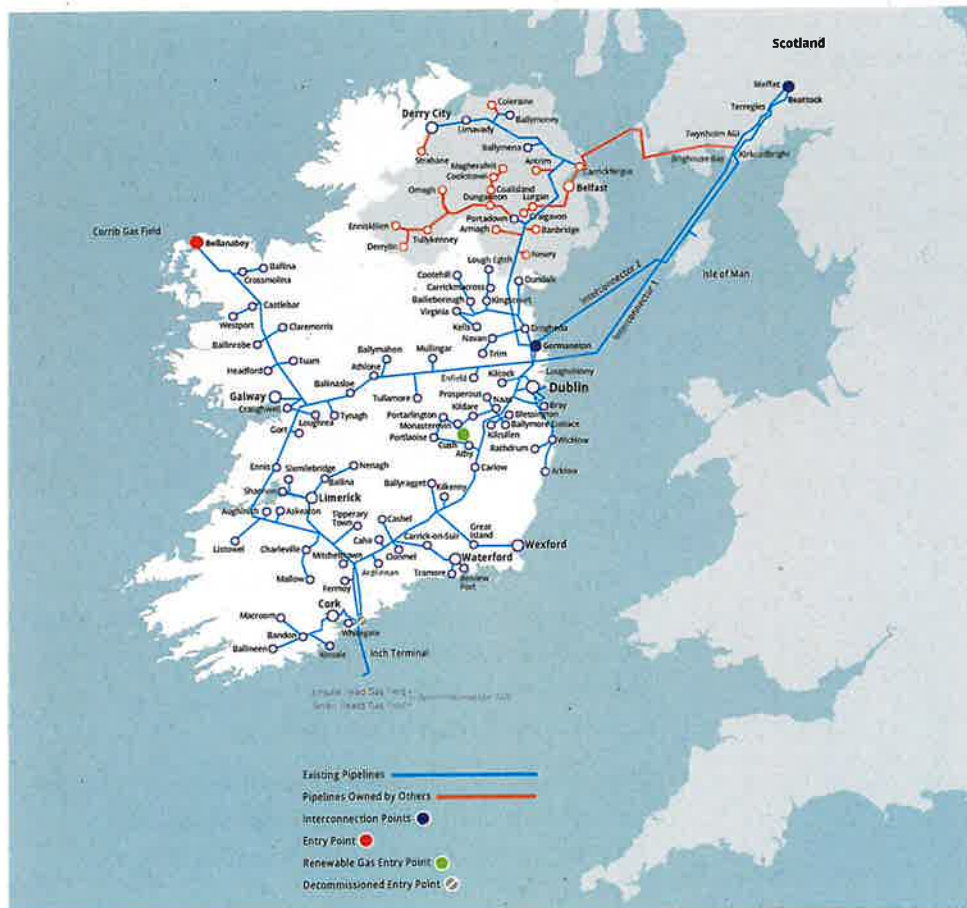 Scotland
Moffat
Beattock
Terregles
Coleraine
Derry City
Ballymoney
Limavady
Twynholm AGI
Ballymena
Kirkcudbright
Brighouse Bay
Strabane
Magherafelt
Antrim
Carrickfergus
Cookstown
Omagh
Coalisland
Belfast
Dungannon
Lurgan
Portadown
Craigavon
Enniskillen
Armagh
Banbridge
Tullykenney
Corrib Gas Field
Bellanaboy
Derrylin
Newry
Lough Egish
Ballina
Cootehill
Dundalk
Interconnector 2
Isle of Man
Crossmolina
Carrickmacross
Bailieborough
Kingscourt
Castlebar
Virginia
Interconnector 1
Westport
Claremorris
Kells
Drogheda
Navan
Gormanston
Ballinrobe
Ballymahon
Mullingar
Trim
Tuam
Athlone
Loughshinny
Headford
Enfield
Kilcock
Ballinasloe
Dublin
Galway
Tullamore
Prosperous
Naas
Craighwell
Kildare
Bray
Portarlington
Blessington
Loughrea
Tynagh
Monasterevin
Ballymore Eustace
Gort
Portlaoise
Kilcullen
Cush
Wicklow
Athy
Rathdrum
Ennis
Sixmilebridge
Nenagh
Carlow
Arklow
Ballina
Ballyragget
Kilkenny
Shannon
Limerick
Aughinish
Askeaton
Tipperary
Town
Cashel
Great
Island
Carrick-on-Suir
Wexford
Listowel
Charleville
Cahir
Mitchelstown
Clonmel
Waterford
Ardfinnan
Mallow
Tramore
Belview
Port
Fermoy
Cork
Macroom
Whitegate
Bandon
Ballineen
Kinsale
Inch Terminal
Existing Pipelines
Pipelines Owned by Others
Interconnection Points
Entry Point
Renewable Gas Entry Point
Decommissioned Entry Point